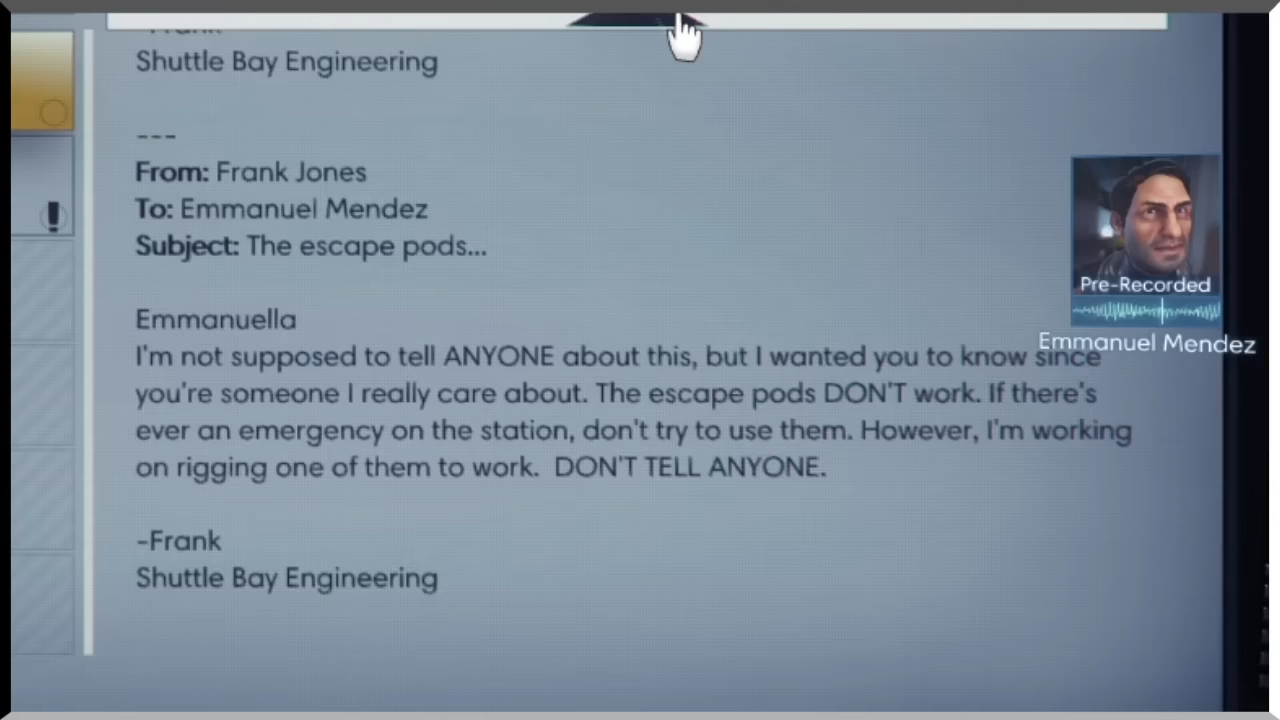 Shuttle Bay Engineering
---
From: Frank Jones
To: Emmanuel Mendez
Subject: The escape pods...
Emmanuella
I'm not supposed to tell ANYONE about this, but I wanted you to know since
you're someone I really care about. The escape pods DON'T work. If there's
ever an emergency on the station, don't try to use them. However, I'm working
on rigging one of them to work.  DON'T TELL ANYONE.
-Frank
Shuttle Bay Engineering
Pre-Recorded
Emmanuel Mendez